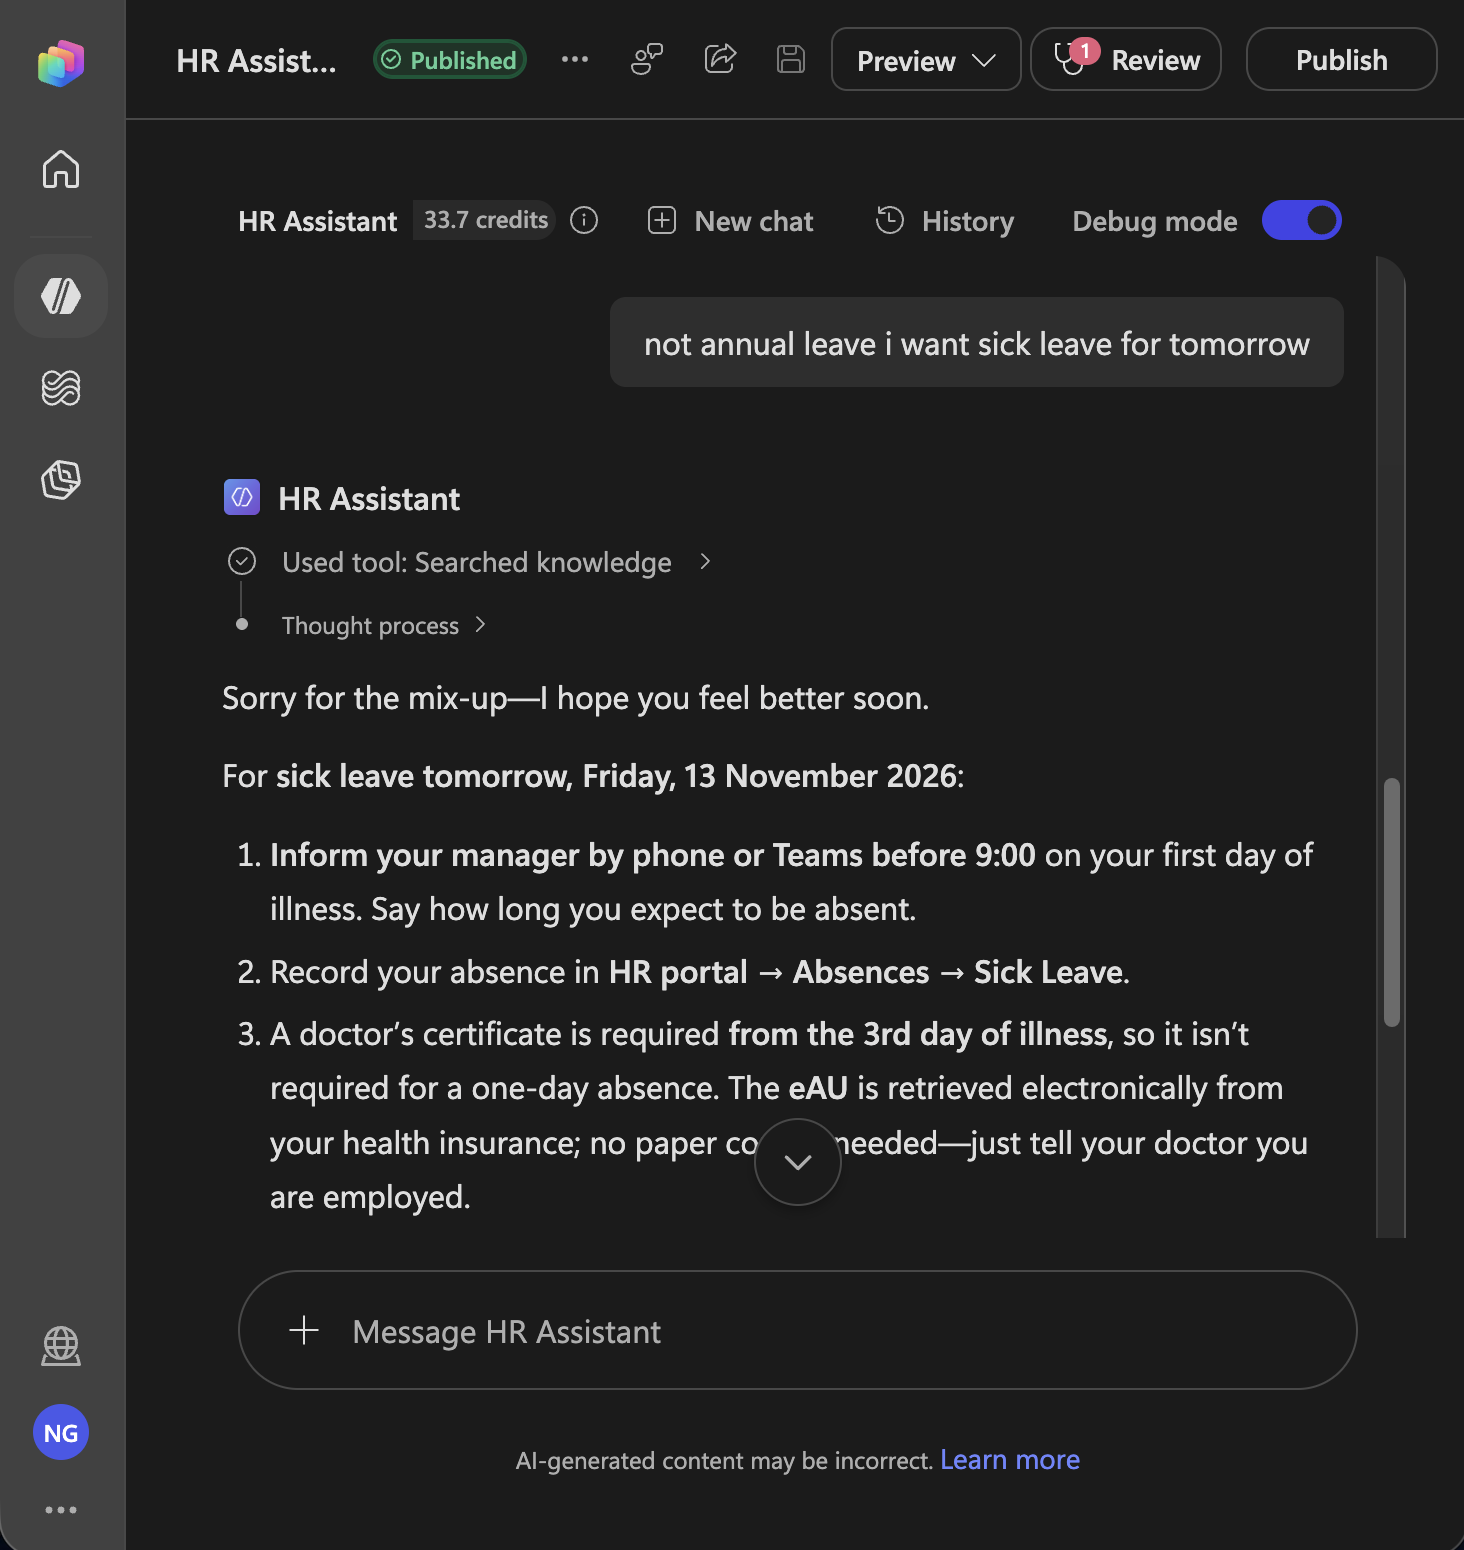 HR Assist...
Published
1
Review
Preview
Publish
HR Assistant
33.7 credits
New chat
History
Debug mode
not annual leave i want sick leave for tomorrow
HR Assistant
Used tool: Searched knowledge
Thought process
Sorry for the mix-up—I hope you feel better soon.
For sick leave tomorrow, Friday, 13 November 2026:
1. Inform your manager by phone or Teams before 9:00 on your first day of
illness. Say how long you expect to be absent.
2. Record your absence in HR portal → Absences → Sick Leave.
3. A doctor’s certificate is required from the 3rd day of illness, so it isn’t
required for a one-day absence. The eAU is retrieved electronically from
your health insurance; no paper needed—just tell your doctor you
are employed.
Message HR Assistant
NG
AI-generated content may be incorrect. Learn more